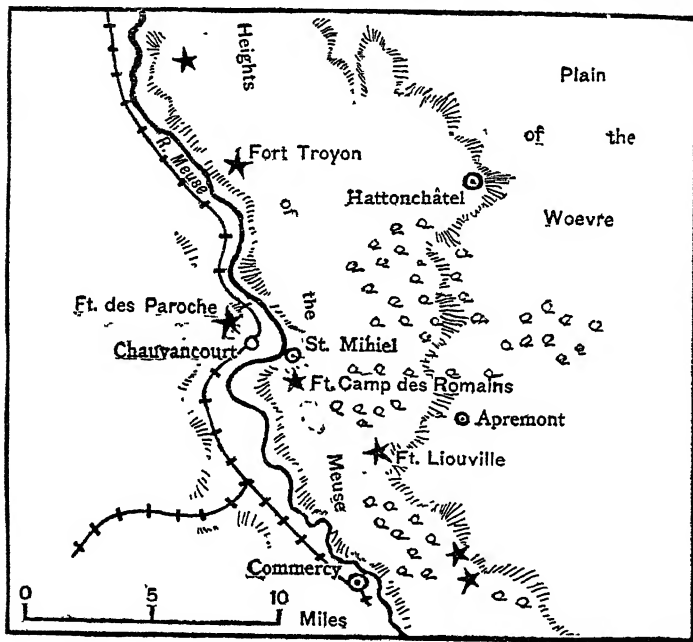 Heights
of
the
Meuse
Plain
of the
Woevre
R. Meuse
Fort Troyon
Hattonchâtel
Ft. des Paroche
Chauvancourt
St. Mihiel
Ft. Camp des Romains
Apremont
Ft. Liouville
Commercy
0 5 10
Miles